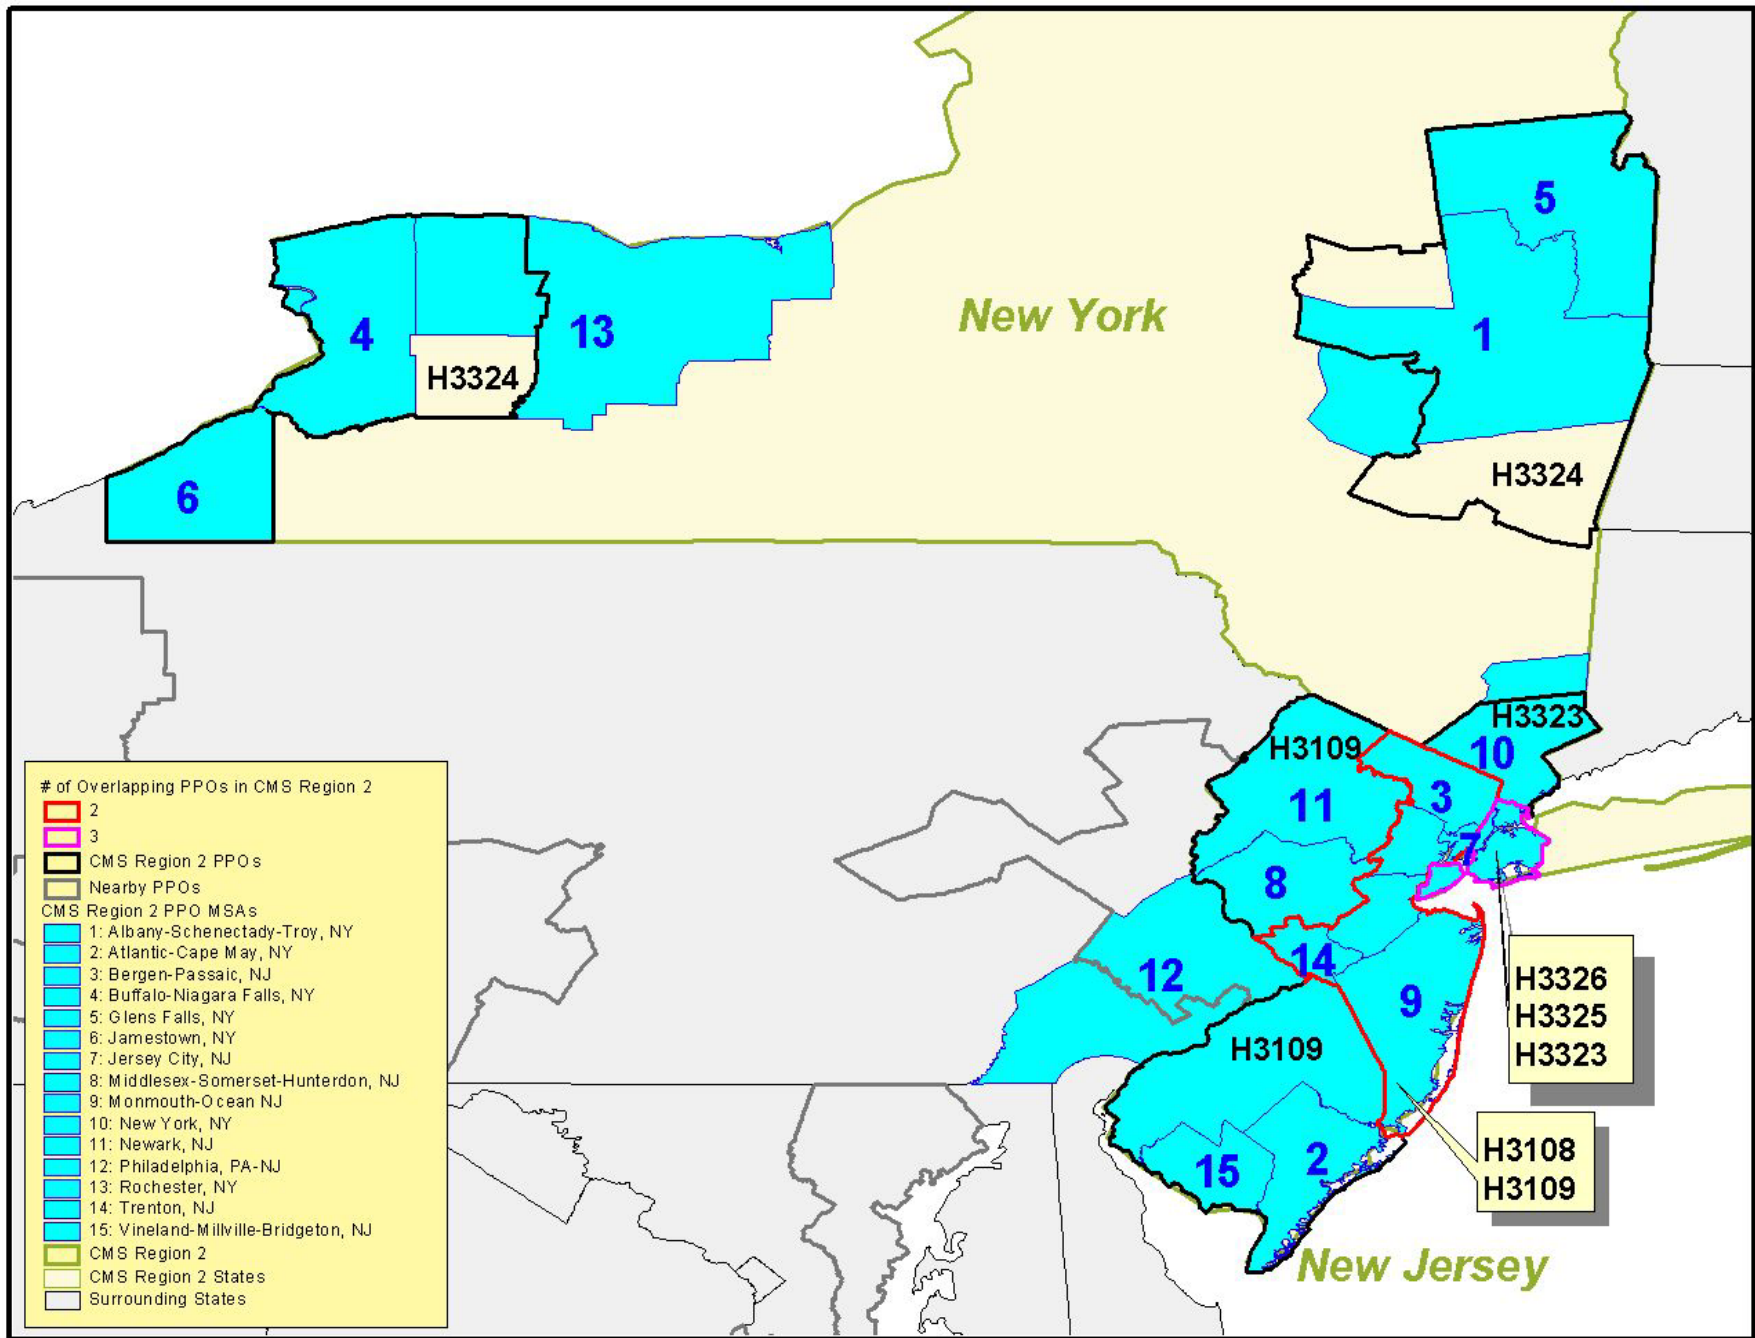 5
New York
4
13
1
H3324
H3324
6
H3323
10
H3109
3
11
7
8
14
12
9
H3109
H3326
H3325
H3323
15
2
H3108
H3109
New Jersey
# of Overlapping PPOs in CMS Region 2
2
3
CMS Region 2 PPOs
Nearby PPOs
CMS Region 2 PPO MSAs
1: Albany-Schenectady-Troy, NY
2: Atlantic-Cape May, NY
3: Bergen-Passaic, NJ
4: Buffalo-Niagara Falls, NY
5: Glens Falls, NY
6: Jamestown, NY
7: Jersey City, NJ
8: Middlesex-Somerset-Hunterdon, NJ
9: Monmouth-Ocean NJ
10: New York, NY
11: Newark, NJ
12: Philadelphia, PA-NJ
13: Rochester, NY
14: Trenton, NJ
15: Vineland-Millville-Bridgeton, NJ
CMS Region 2
CMS Region 2 States
Surrounding States